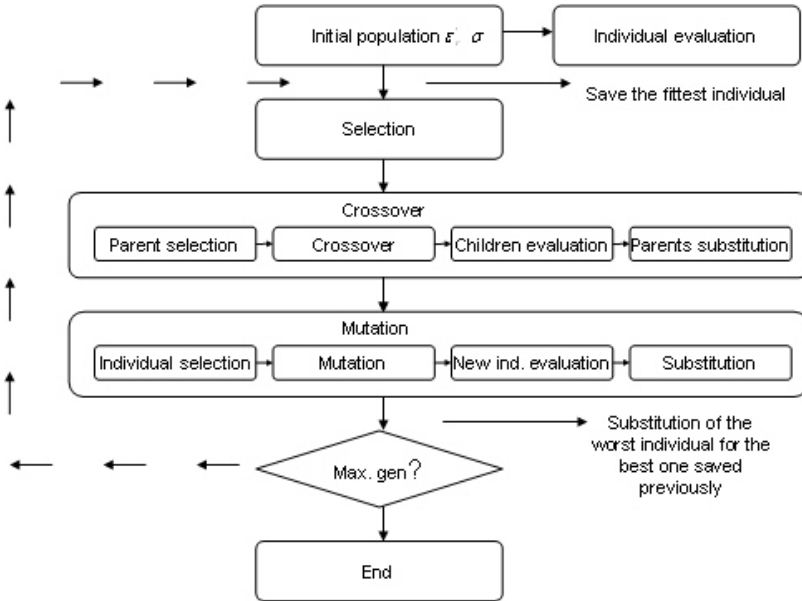 Initial population ε', σ
Individual evaluation
Save the fittest individual
Selection
Crossover
Parent selection
Crossover
Children evaluation
Parents substitution
Mutation
Individual selection
Mutation
New ind. evaluation
Substitution
Substitution of the
worst individual for the
best one saved
previously
Max. gen?
End